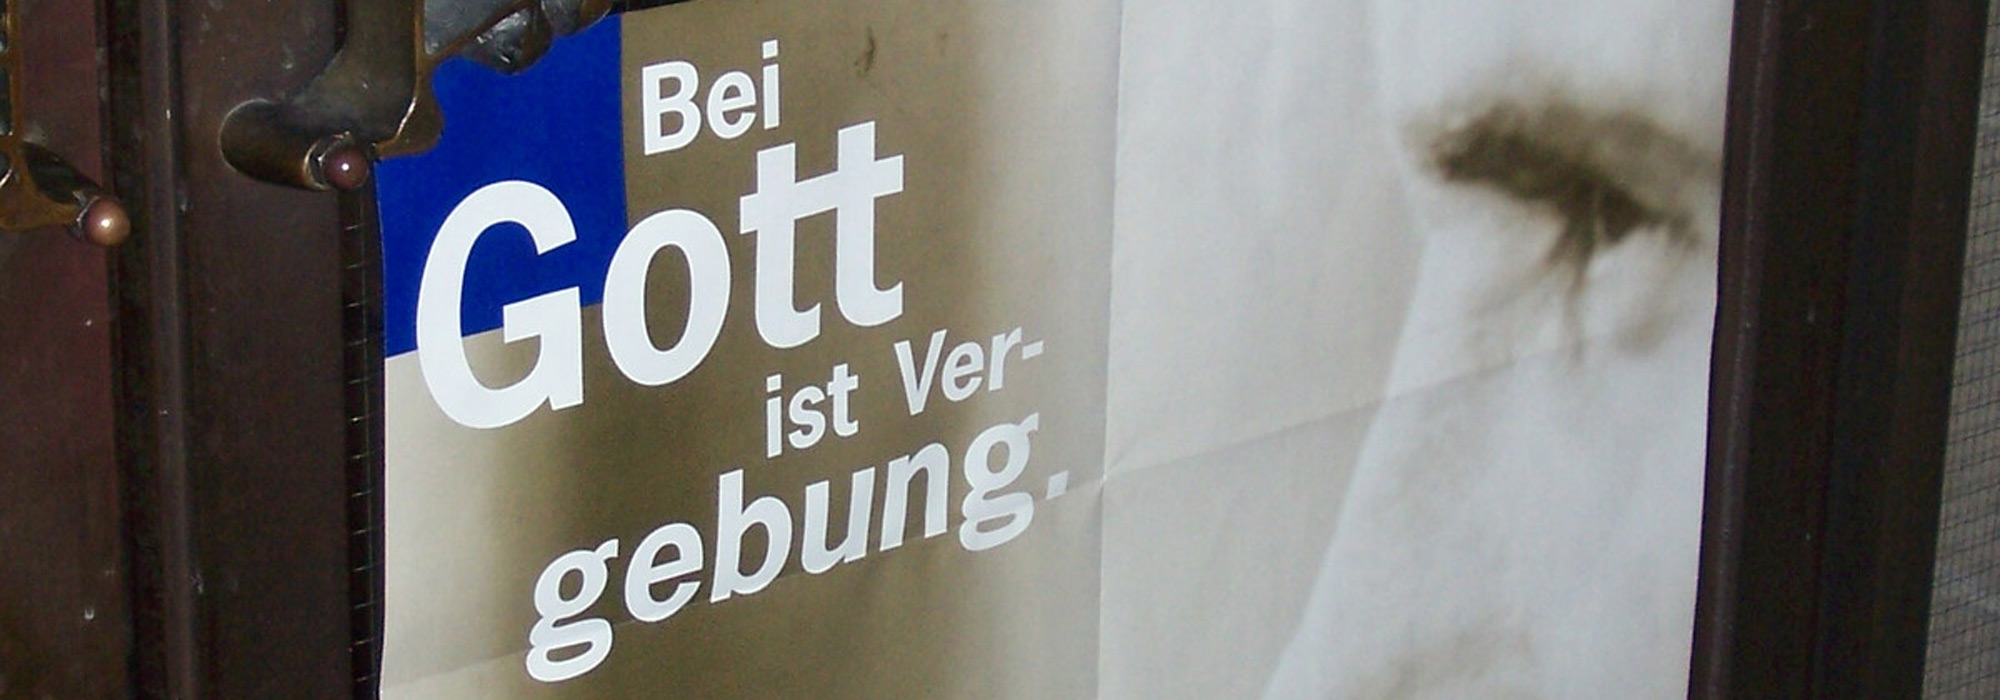 Bei
Gott
ist Ver-
gebung.